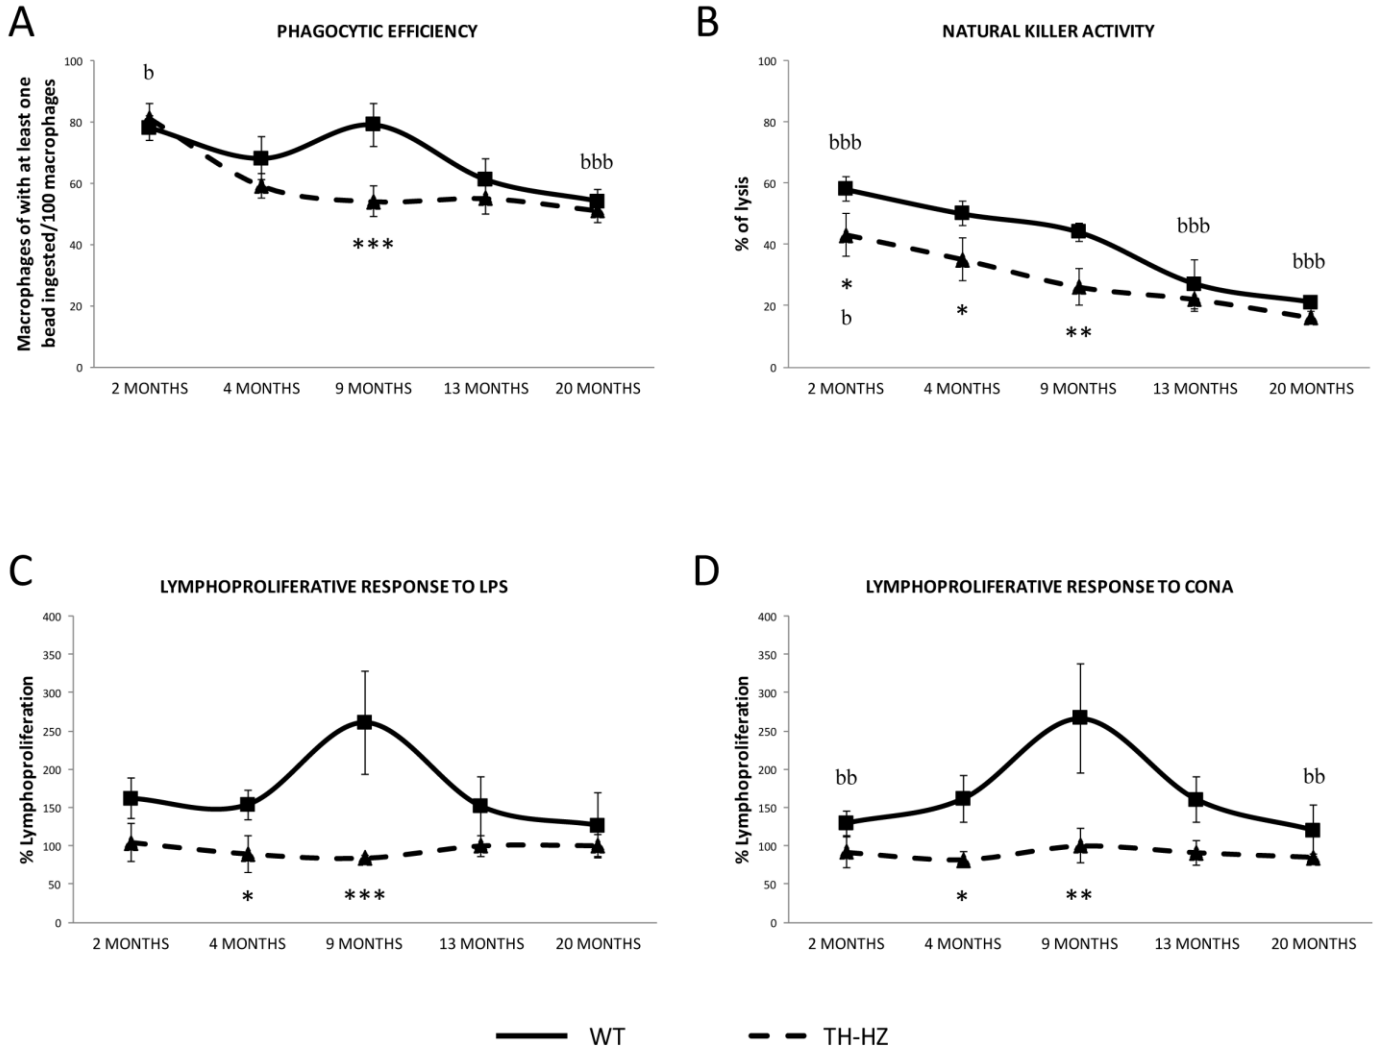 A
PHAGOCYTIC EFFICIENCY
Macrophages of with at least one
bead ingested/100 macrophages
100
80
60
40
20
0
b
bbb
***
2 MONTHS 4 MONTHS 9 MONTHS 13 MONTHS 20 MONTHS
B
NATURAL KILLER ACTIVITY
% of lysis
100
80
60
40
20
0
bbb
bbb
bbb
*
*
**
b
2 MONTHS 4 MONTHS 9 MONTHS 13 MONTHS 20 MONTHS
C
LYMPHOPROLIFERATIVE RESPONSE TO LPS
% Lymphoproliferation
400
350
300
250
200
150
100
50
0
*
***
2 MONTHS 4 MONTHS 9 MONTHS 13 MONTHS 20 MONTHS
D
LYMPHOPROLIFERATIVE RESPONSE TO CONA
% Lymphoproliferation
400
350
300
250
200
150
100
50
0
bb
bb
*
**
2 MONTHS 4 MONTHS 9 MONTHS 13 MONTHS 20 MONTHS
WT
TH-HZ